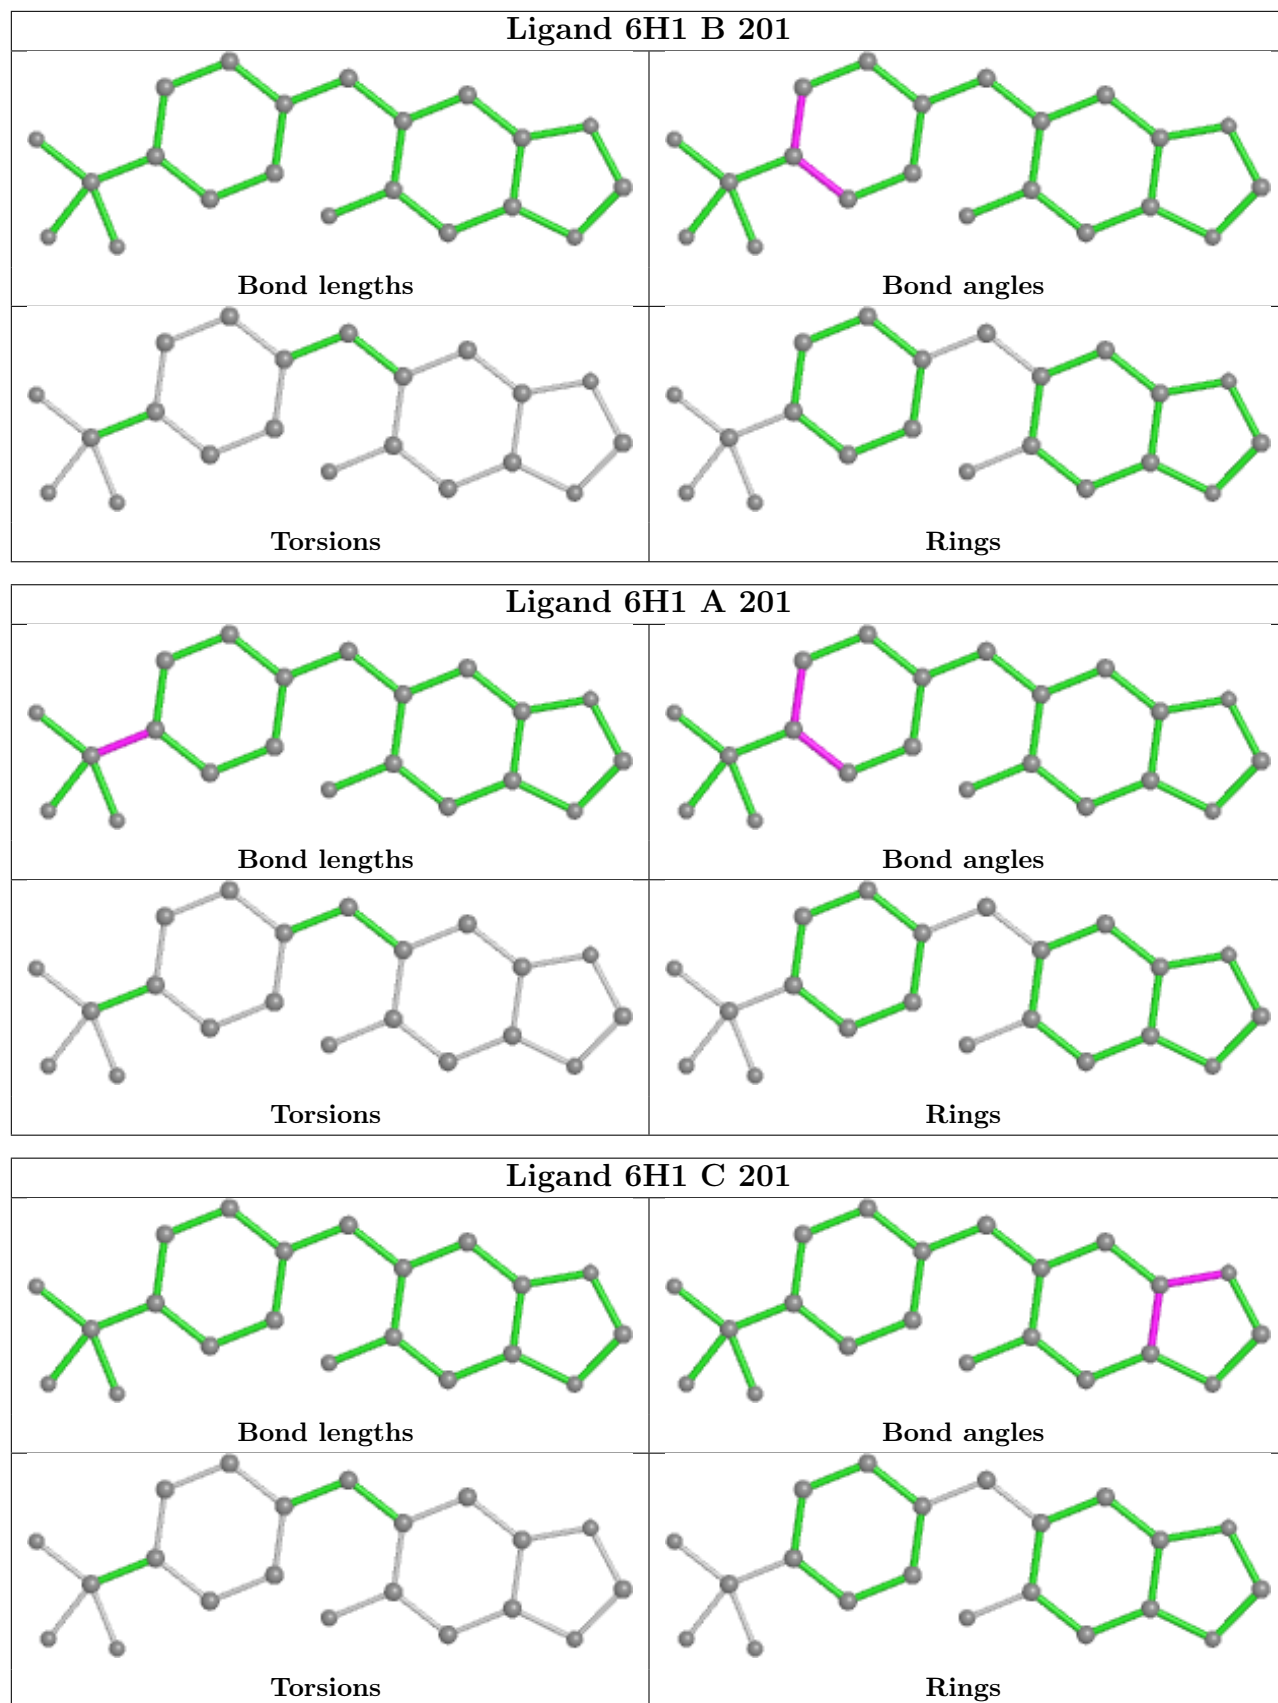 Ligand 6H1 B 201
Bond lengths
Bond angles
Torsions
Rings
Ligand 6H1 A 201
Bond lengths
Bond angles
Torsions
Rings
Ligand 6H1 C 201
Bond lengths
Bond angles
Torsions
Rings